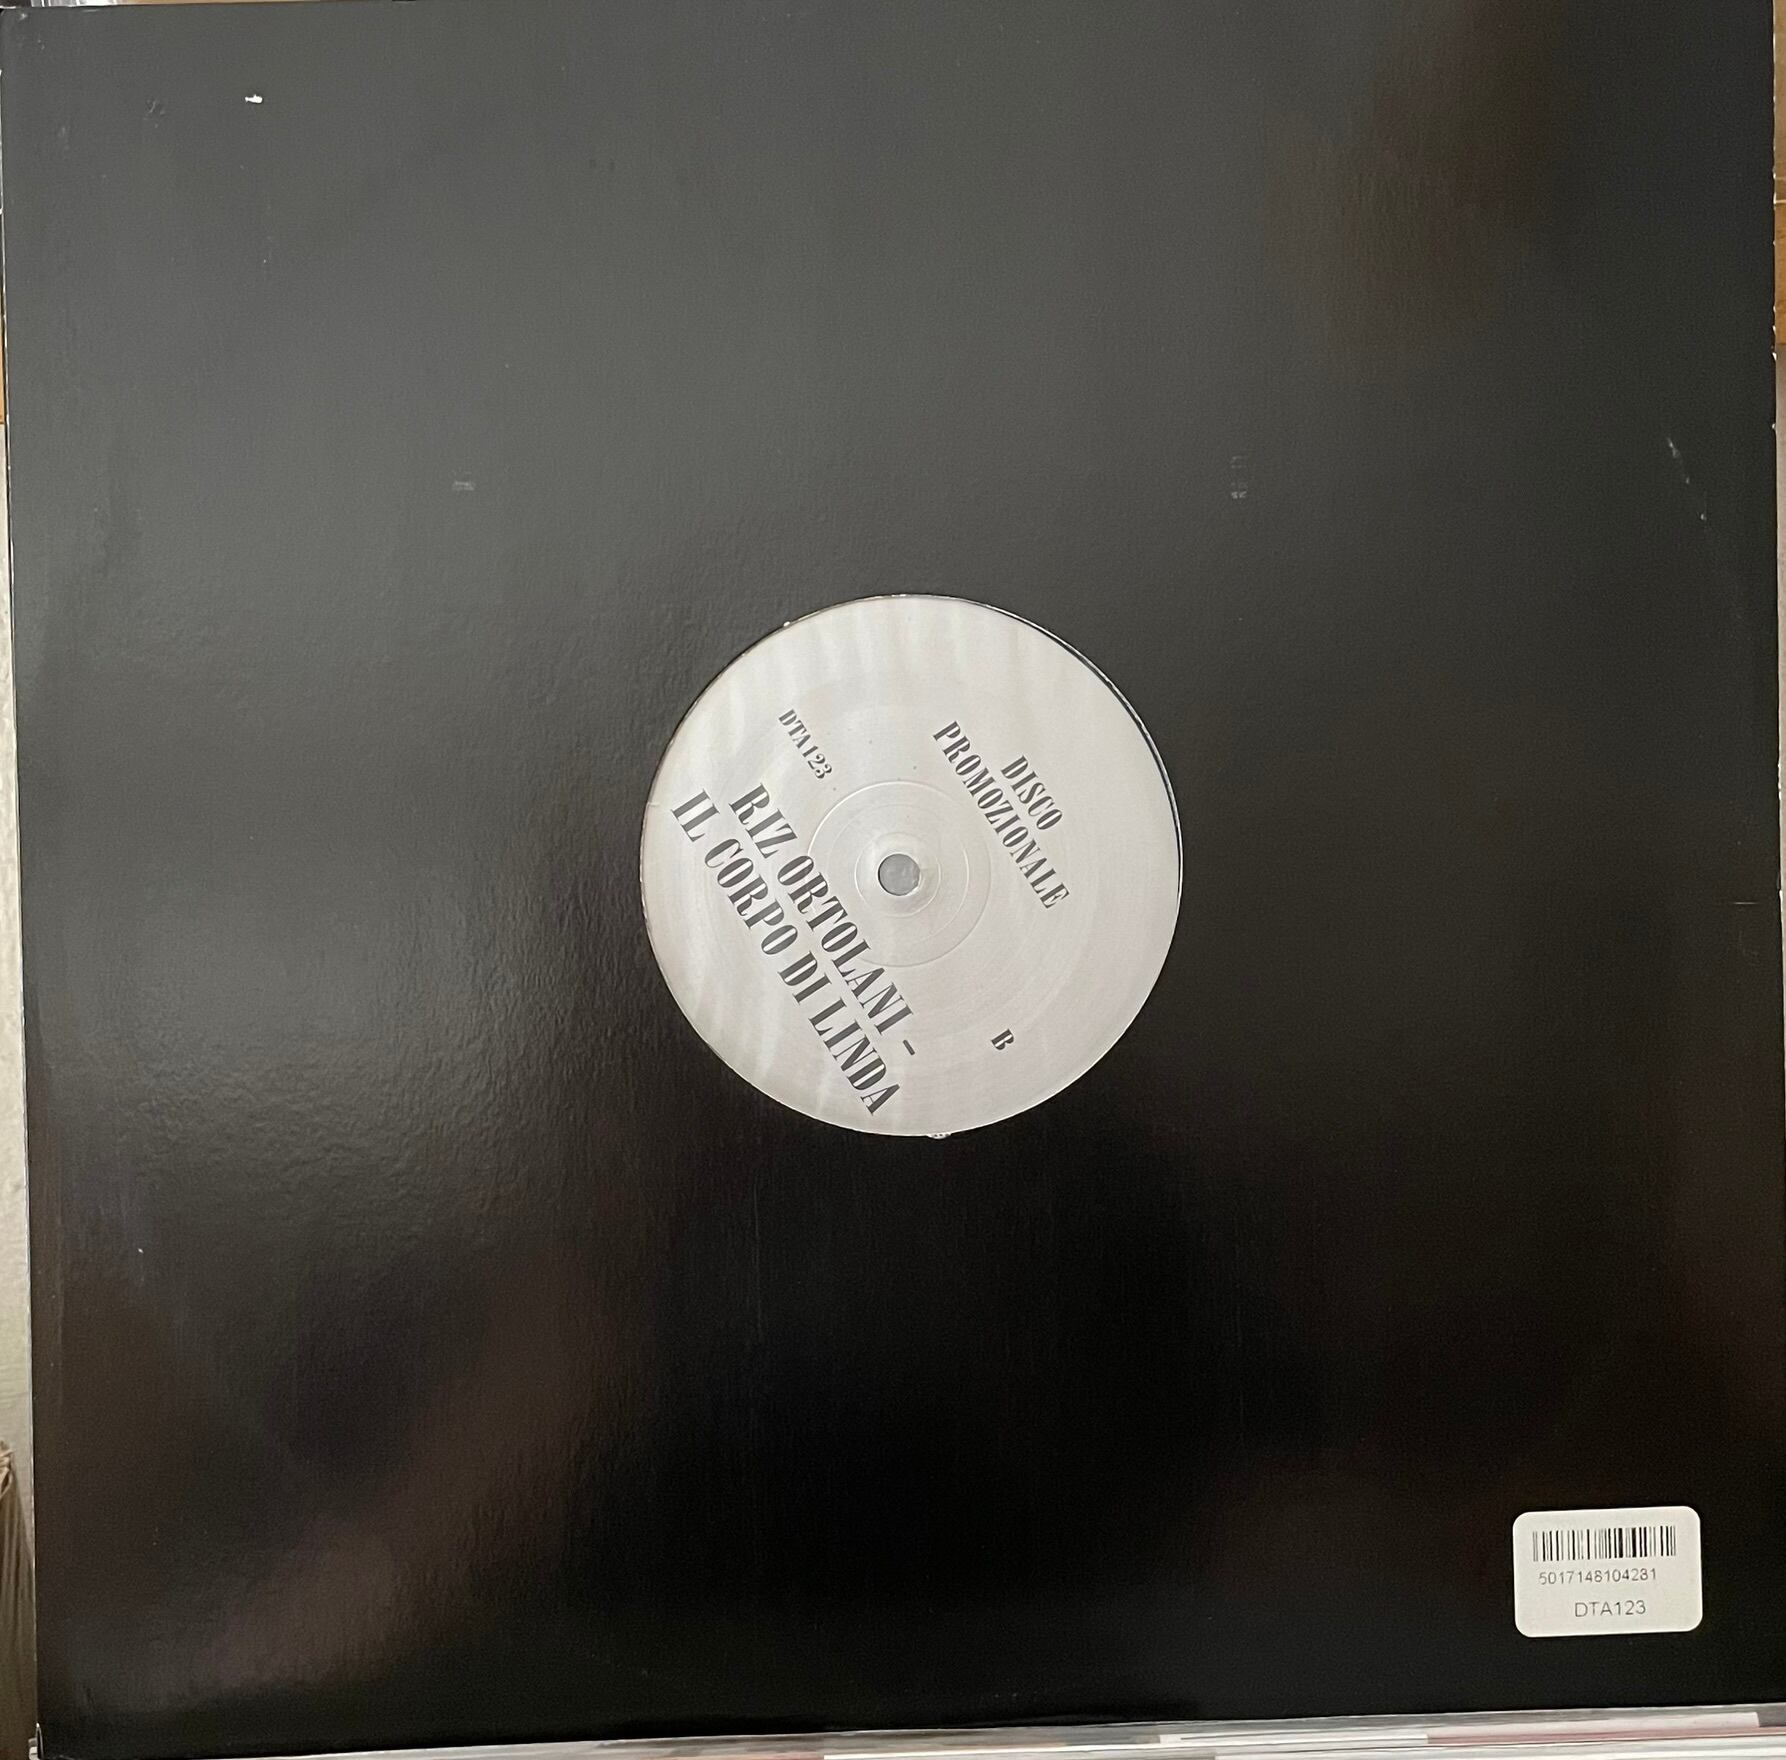 DISCO
PROMOZIONALE
DTA123
B
RIZ ORTOLANI -
IL CORPO DI LINDA
5017148104281
DTA123